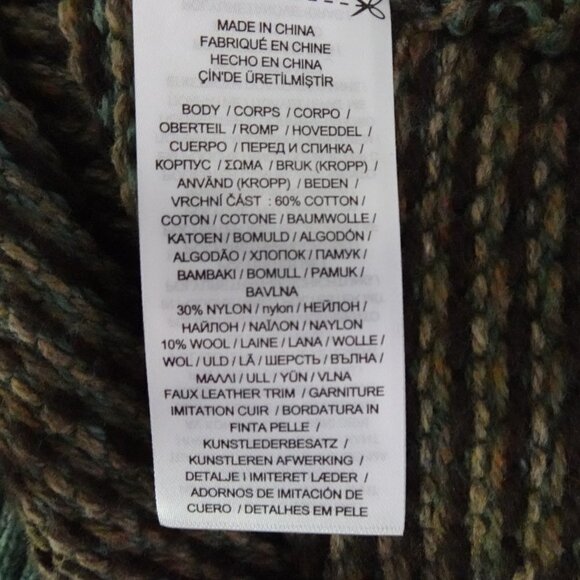 MADE IN CHINA
FABRIQUÉ EN CHINE
HECHO EN CHINA
ÇİN'DE ÜRETİLMİŞTİR
BODY / CORPS / CORPO /
OBERTEIL / ROMP / HOVEDDEL /
CUERPO / ПЕРЕД И СПИНКА /
КОРПУС / ΣΩΜΑ / BRUK (KROPP) /
ANVÄND (KROPP) / BEDEN /
VRCHNÍ ČÁST : 60% COTTON /
COTON / COTONE / BAUMWOLLE /
KATOEN / BOMULD / ALGODÓN /
ALGODÃO / ХЛОПОК / ПАМУК /
BAMBAKI / BOMULL / PAMUK /
BAVLNA
30% NYLON / nylon / НЕЙЛОН /
НАЙЛОН / ΝΑΪΛΟΝ / NAYLON
10% WOOL / LAINE / LANA / WOLLE /
WOL / ULD / LÃ / ШЕРСТЬ / ВЪЛНА /
ΜΑΛΛΙ / ULL / YÜN / VLNA
FAUX LEATHER TRIM / GARNITURE
IMITATION CUIR / BORDATURA IN
FINTA PELLE /
KUNSTLEDERBESATZ /
KUNSTLEREN AFWERKING /
DETALJE I IMITERET LÆDER /
ADORNOS DE IMITACIÓN DE
CUERO / DETALHES EM PELE